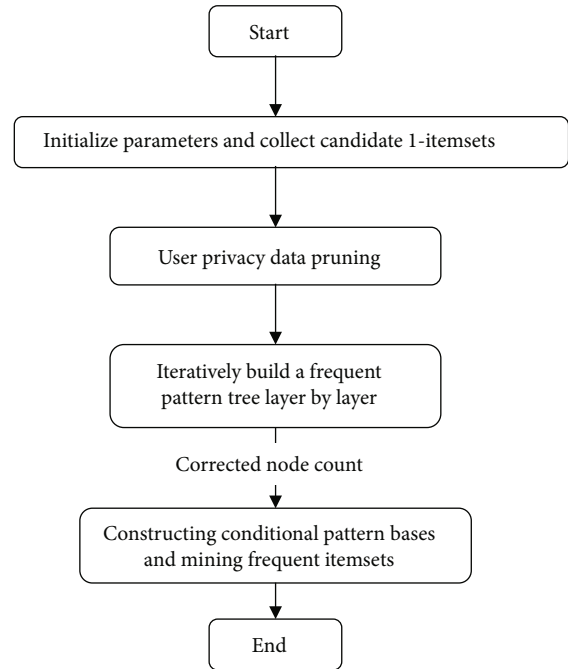 Start
Initialize parameters and collect candidate 1-itemsets
User privacy data pruning
Iteratively build a frequent
pattern tree layer by layer
Corrected node count
Constructing conditional pattern bases
and mining frequent itemsets
End